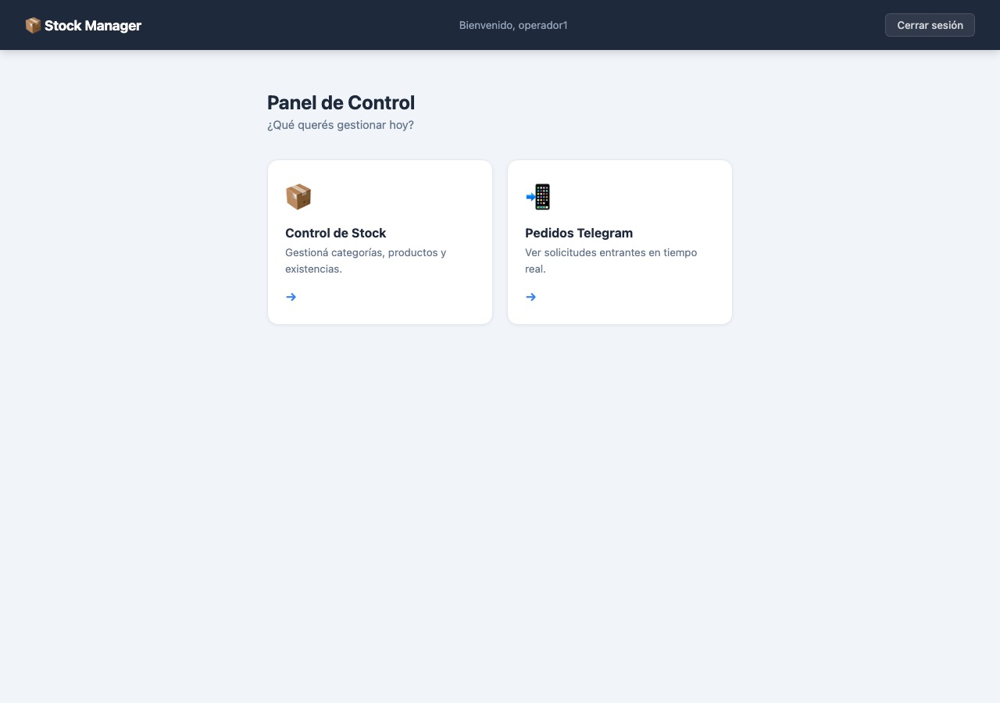 Stock Manager
Bienvenido, operador1
Cerrar sesión
Panel de Control
¿Qué querés gestionar hoy?
Control de Stock
Gestioná categorías, productos y
existencias.
→
Pedidos Telegram
Ver solicitudes entrantes en tiempo
real.
→